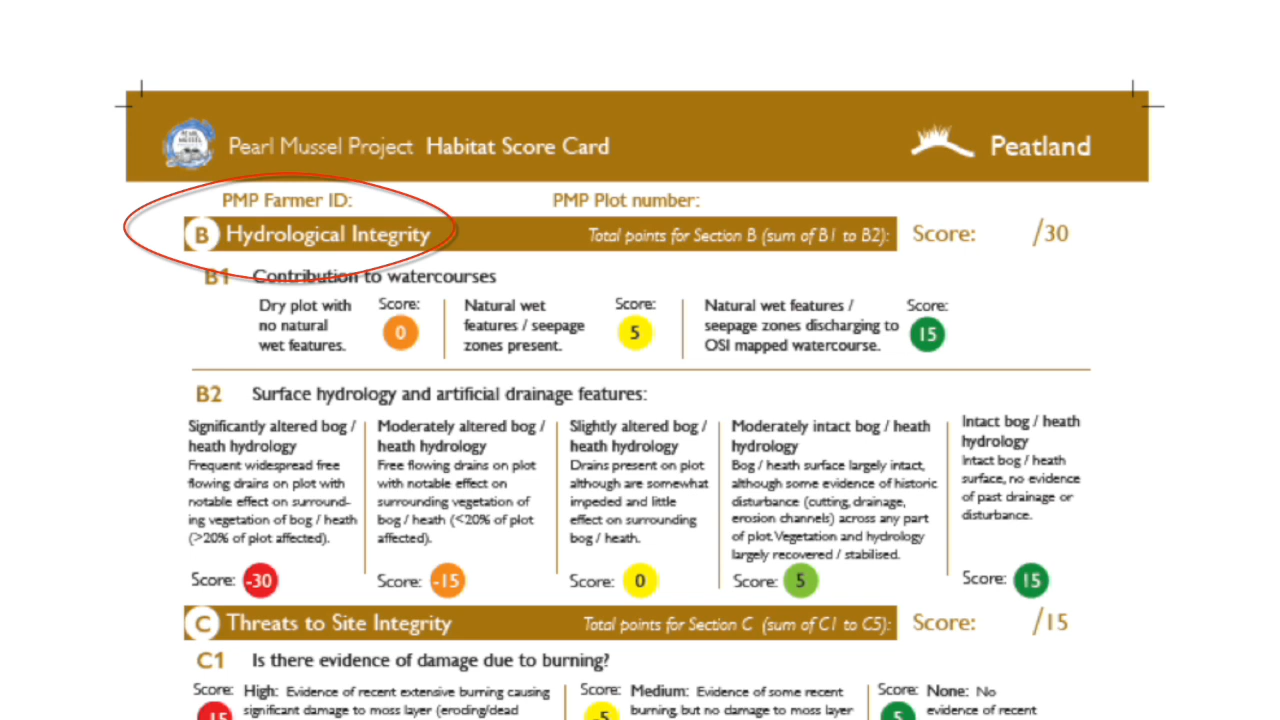 PEARL MUSSEL
Pearl Mussel Project Habitat Score Card
Peatland
PMP Farmer ID: PMP Plot number:
B Hydrological Integrity Total points for Section B (sum of B1 to B2): Score: /30
B1 Contribution to watercourses
Dry plot with
no natural
wet features.
Score:
0
Natural wet
features / seepage
zones present.
Score:
5
Natural wet features /
seepage zones discharging to
OSI mapped watercourse.
Score:
15
B2 Surface hydrology and artificial drainage features:
Significantly altered bog /
heath hydrology
Frequent widespread free
flowing drains on plot with
notable effect on surround-
ing vegetation of bog / heath
(>20% of plot affected).
Score: -30
Moderately altered bog /
heath hydrology
Free flowing drains on plot
with notable effect on
surrounding vegetation of
bog / heath (<20% of plot
affected).
Score: -15
Slightly altered bog /
heath hydrology
Drains present on plot
although are somewhat
impeded and little
effect on surrounding
bog / heath.
Score: 0
Moderately intact bog / heath
hydrology
Bog / heath surface largely intact,
although some evidence of historic
disturbance (cutting, drainage,
erosion channels) across any part
of plot. Vegetation and hydrology
largely recovered / stabilised.
Score: 5
Intact bog / heath
hydrology
Intact bog / heath
surface, no evidence
of past drainage or
disturbance.
Score: 15
C Threats to Site Integrity Total points for Section C (sum of C1 to C5): Score: /15
C1 Is there evidence of damage due to burning?
Score:
-15
High: Evidence of recent extensive burning causing
significant damage to moss layer (eroding/dead
Score:
-5
Medium: Evidence of some recent
burning, but no damage to moss layer
Score:
5
None: No
evidence of recent